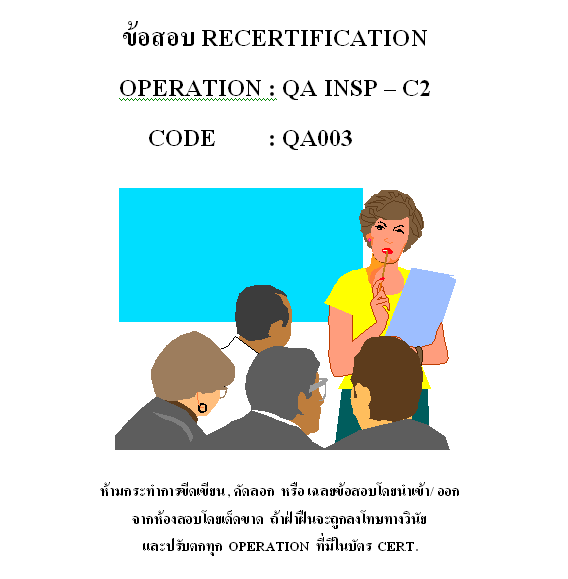 ข้อสอบ RECERTIFICATION
OPERATION : QA INSP – C2
CODE : QA003
ห้ามกระทำการขีดเขียน , คัดลอก หรือ เฉลยข้อสอบโดยนำเข้า/ ออก
จากห้องสอบโดยเด็ดขาด ถ้าฝ่าฝืนจะถูกลงโทษทางวินัย
และปรับตกทุก OPERATION ที่มีในบัตร CERT.